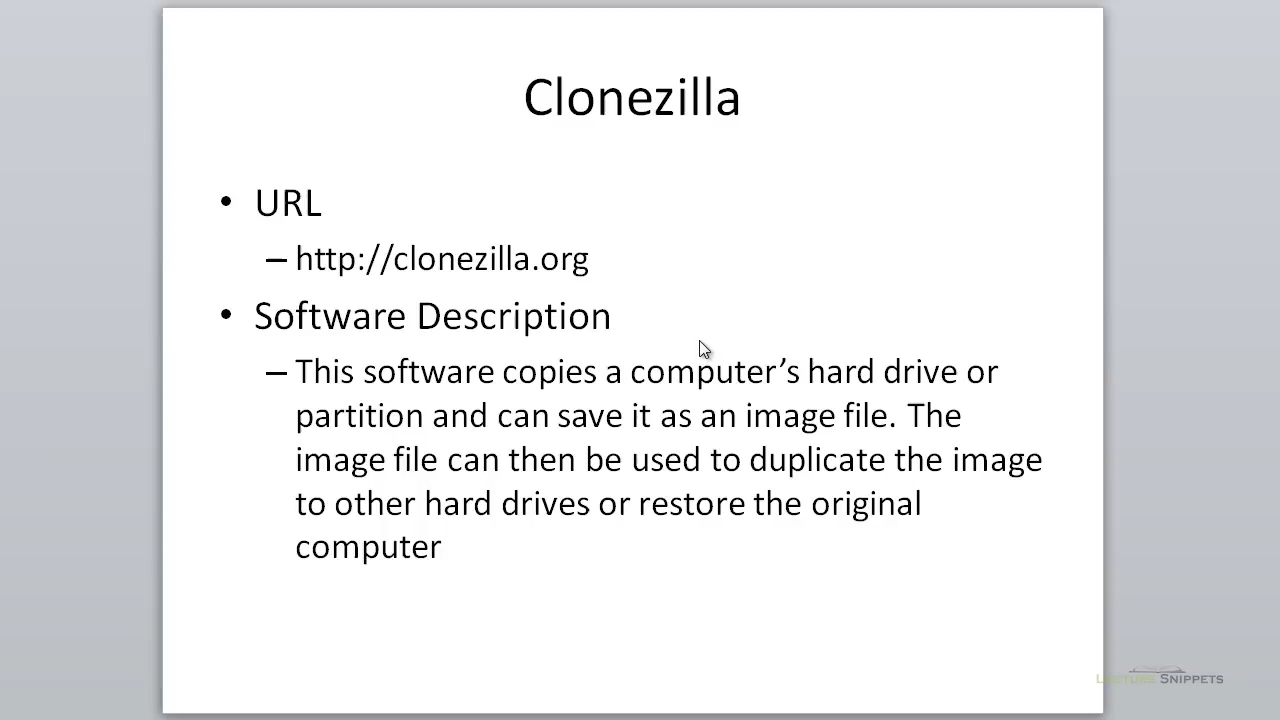 Clonezilla
• URL
– http://clonezilla.org
• Software Description
– This software copies a computer’s hard drive or
partition and can save it as an image file. The
image file can then be used to duplicate the image
to other hard drives or restore the original
computer
LECTURE SNIPPETS